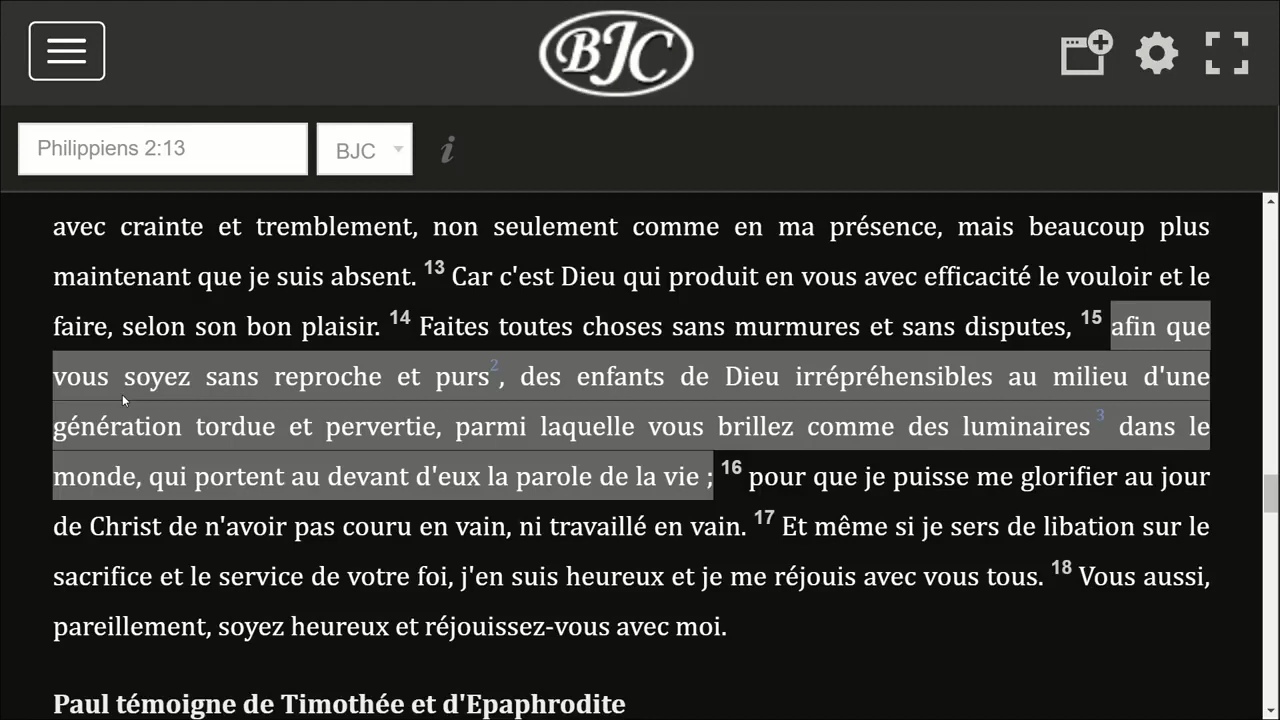 BJC
Philippiens 2:13
BJC
i
avec crainte et tremblement, non seulement comme en ma présence, mais beaucoup plus
maintenant que je suis absent. 13 Car c'est Dieu qui produit en vous avec efficacité le vouloir et le
faire, selon son bon plaisir. 14 Faites toutes choses sans murmures et sans disputes, 15 afin que
vous soyez sans reproche et purs2, des enfants de Dieu irrépréhensibles au milieu d'une
génération tordue et pervertie, parmi laquelle vous brillez comme des luminaires 3 dans le
monde, qui portent au devant d'eux la parole de la vie ; 16 pour que je puisse me glorifier au jour
de Christ de n'avoir pas couru en vain, ni travaillé en vain. 17 Et même si je sers de libation sur le
sacrifice et le service de votre foi, j'en suis heureux et je me réjouis avec vous tous. 18 Vous aussi,
pareillement, soyez heureux et réjouissez-vous avec moi.
Paul témoigne de Timothée et d'Epaphrodite